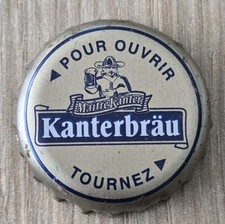 POUR OUVRIR
Maître Kanter
Kanterbräu
TOURNEZ